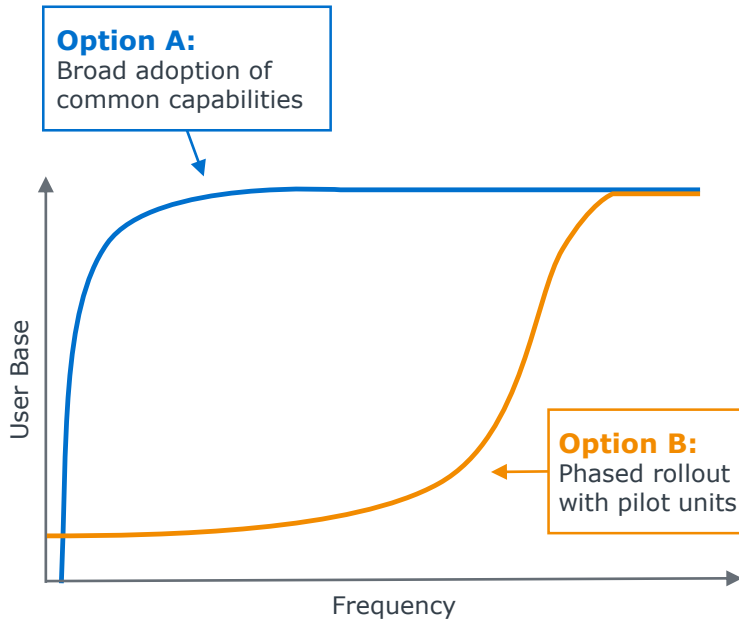 Option A:
Broad adoption of
common capabilities
User Base
Option B:
Phased rollout
with pilot units
Frequency